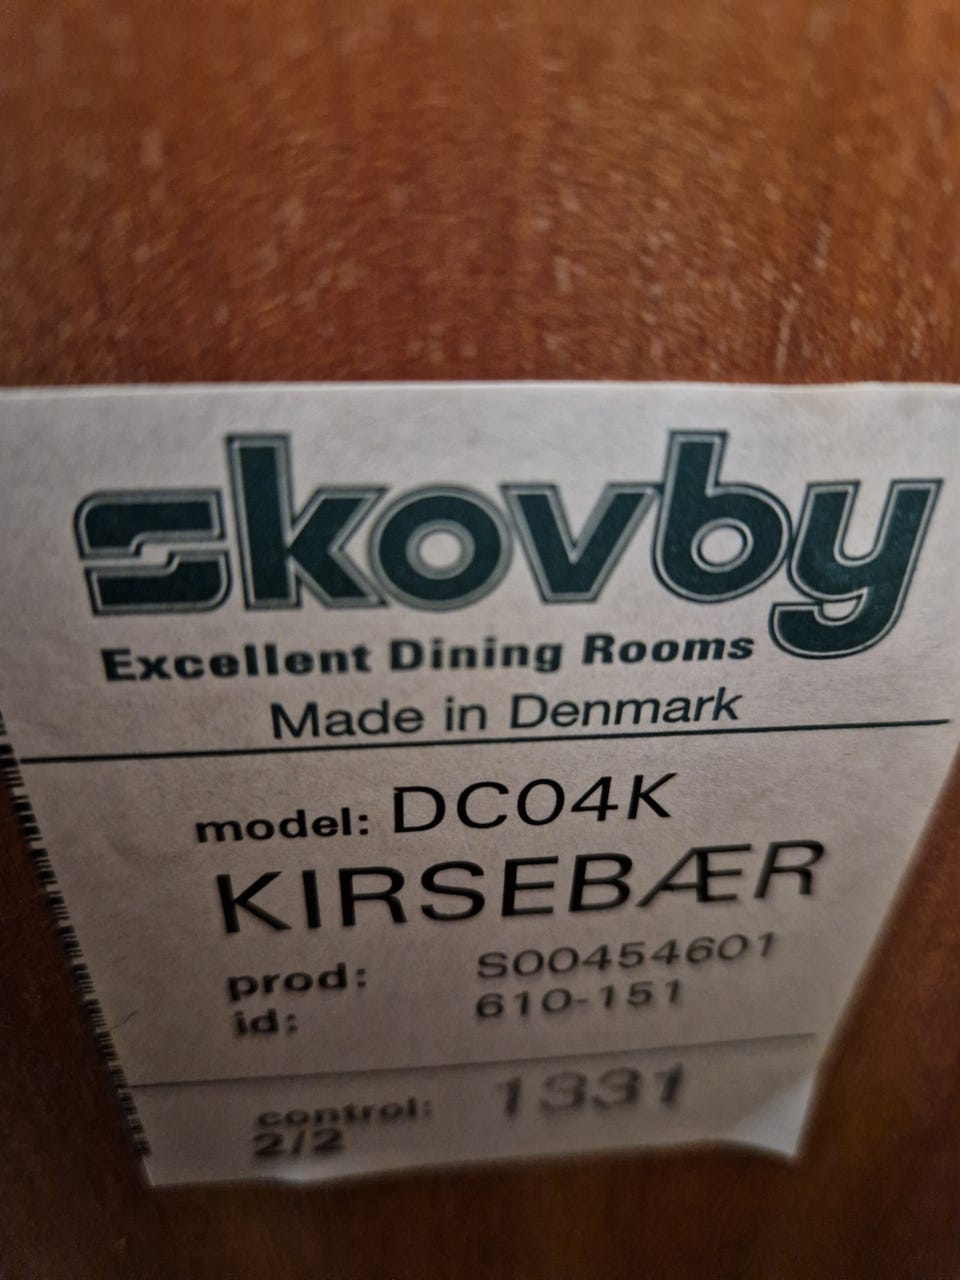 skovby
Excellent Dining Rooms
Made in Denmark
model: DC04K
KIRSEBÆR
prod: S00454601
id: 610-151
control: 1331
2/2